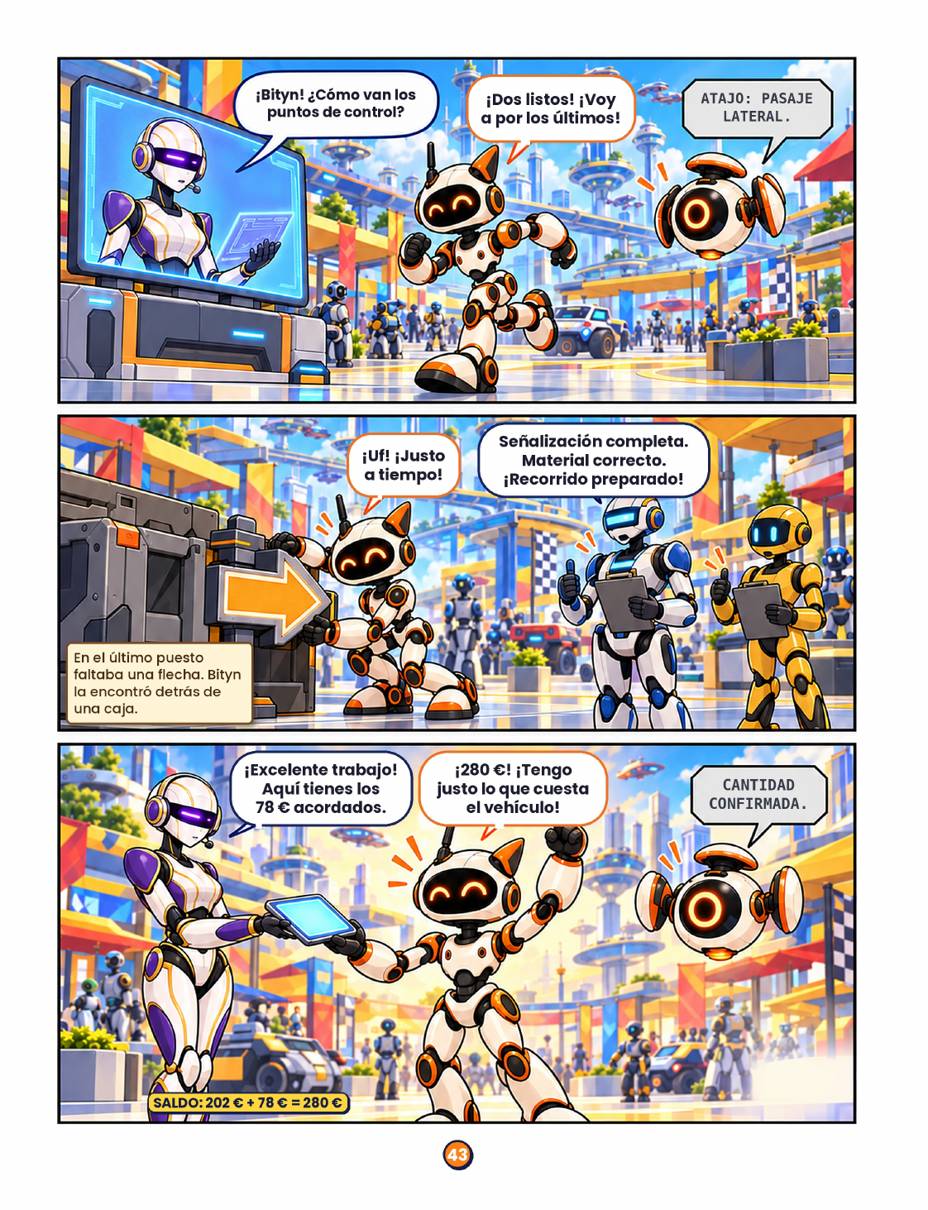 ¡Bityn! ¿Cómo van los
puntos de control?
¡Dos listos! ¡Voy
a por los últimos!
ATAJO: PASAJE
LATERAL.
¡Uf! ¡Justo
a tiempo!
Señalización completa.
Material correcto.
¡Recorrido preparado!
En el último puesto
faltaba una flecha. Bityn
la encontró detrás de
una caja.
¡Excelente trabajo!
Aquí tienes los
78 € acordados.
¡280 €! ¡Tengo
justo lo que cuesta
el vehículo!
CANTIDAD
CONFIRMADA.
SALDO: 202 € + 78 € = 280 €
43